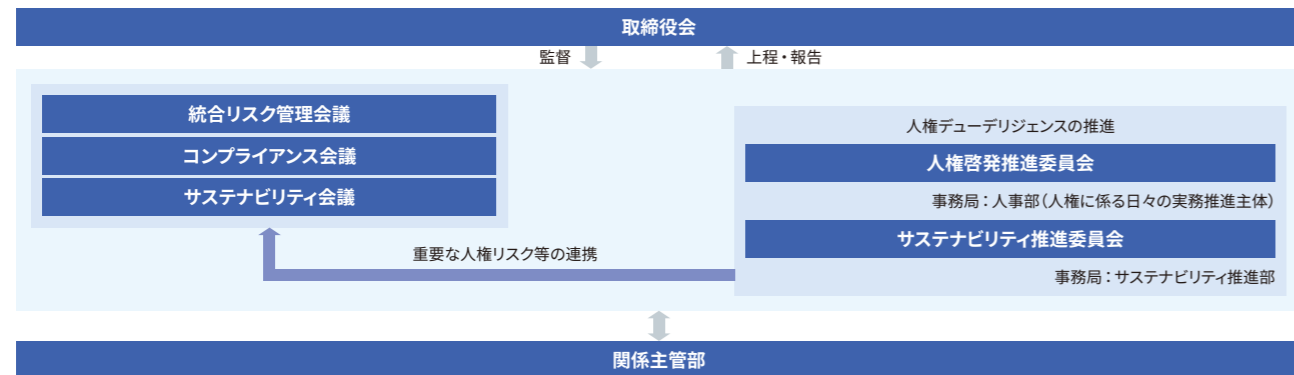 取締役会
監督
上程・報告
統合リスク管理会議
コンプライアンス会議
サステナビリティ会議
重要な人権リスク等の連携
人権デューデリジェンスの推進
人権啓発推進委員会
事務局：人事部（人権に係る日々の実務推進主体）
サステナビリティ推進委員会
事務局：サステナビリティ推進部
関係主管部